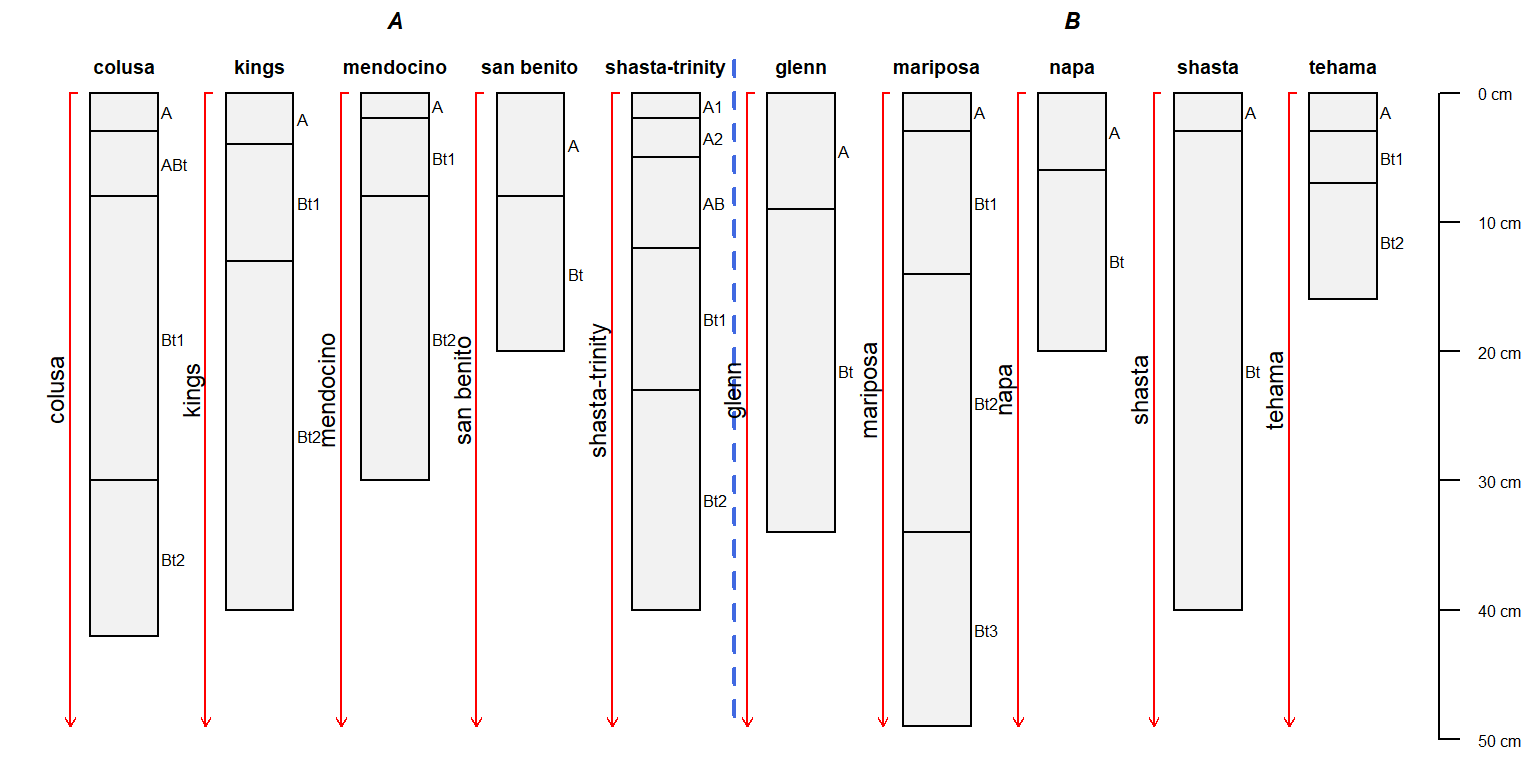 A B
colusa kings mendocino san benito shasta-trinity glenn mariposa napa shasta tehama
A
ABt
Bt1
Bt2
colusa
A
Bt1
Bt2
kings
A
Bt1
Bt2
mendocino
A
Bt
san benito
A1
A2
AB
Bt1
Bt2
shasta-trinity
A
Bt
glenn
A
Bt1
Bt2
Bt3
mariposa
A
Bt
napa
A
Bt
shasta
A
Bt1
Bt2
tehama
0 cm
10 cm
20 cm
30 cm
40 cm
50 cm